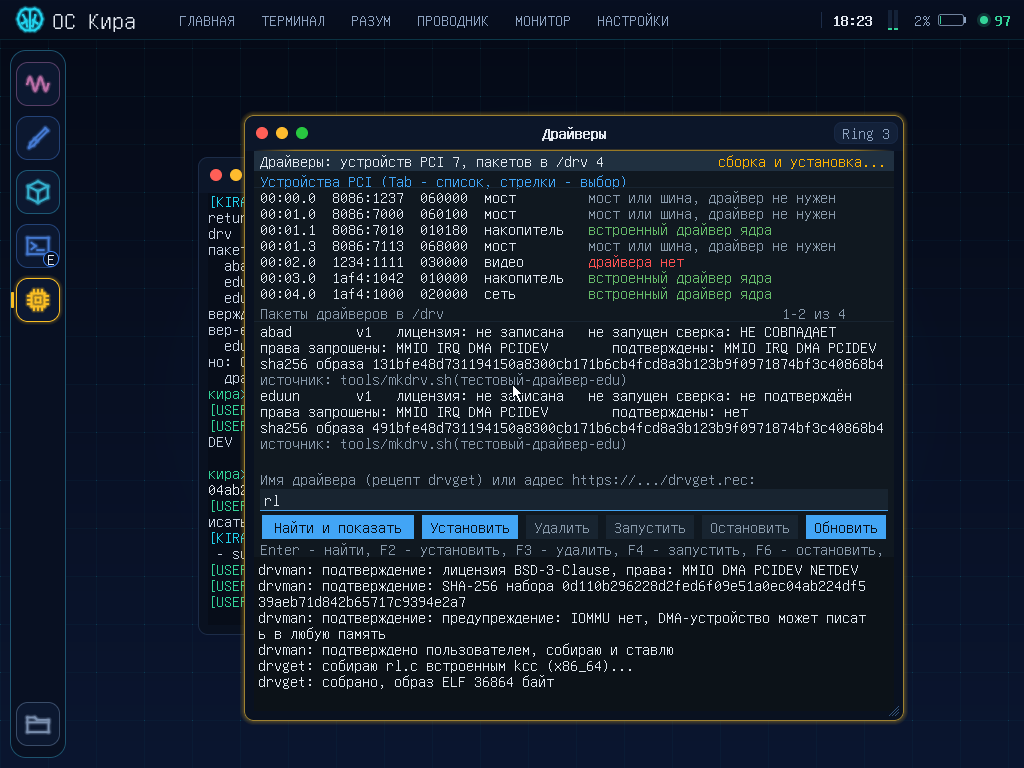 ОС Кира
ГЛАВНАЯ ТЕРМИНАЛ РАЗУМ ПРОВОДНИК МОНИТОР НАСТРОЙКИ
18:23 2% 97
E
Драйверы
Ring 3
Драйверы: устройств PCI 7, пакетов в /drv 4 сборка и установка...
Устройства PCI (Tab - список, стрелки - выбор)
00:00.0 8086:1237 060000 мост мост или шина, драйвер не нужен
00:01.0 8086:7000 060100 мост мост или шина, драйвер не нужен
00:01.1 8086:7010 010180 накопитель встроенный драйвер ядра
00:01.3 8086:7113 068000 мост мост или шина, драйвер не нужен
00:02.0 1234:1111 030000 видео драйвера нет
00:03.0 1af4:1042 010000 накопитель встроенный драйвер ядра
00:04.0 1af4:1000 020000 сеть встроенный драйвер ядра
Пакеты драйверов в /drv 1-2 из 4
abad v1 лицензия: не записана не запущен сверка: НЕ СОВПАДАЕТ
права запрошены: MMIO IRQ DMA PCIDEV подтверждены: MMIO IRQ DMA PCIDEV
sha256 образа 131bfe48d731194150a8300cb171b6cb4fcd8a3b123b9f0971874bf3c40868b4
источник: tools/mkdrv.sh(тестовый-драйвер-edu)
eduun v1 лицензия: не записана не запущен сверка: не подтверждён
права запрошены: MMIO IRQ DMA PCIDEV подтверждены: нет
sha256 образа 491bfe48d731194150a8300cb171b6cb4fcd8a3b123b9f0971874bf3c40868b4
источник: tools/mkdrv.sh(тестовый-драйвер-edu)
Имя драйвера (рецепт drvget) или адрес https://.../drvget.rec:
rl
Найти и показать Установить Удалить Запустить Остановить Обновить
Enter - найти, F2 - установить, F3 - удалить, F4 - запустить, F6 - остановить,
drvman: подтверждение: лицензия BSD-3-Clause, права: MMIO DMA PCIDEV NETDEV
drvman: подтверждение: SHA-256 набора 0d110b296228d2fed6f09e51a0ec04ab224df5
39aeb71d842b65717c9394e2a7
drvman: подтверждение: предупреждение: IOMMU нет, DMA-устройство может писат
ь в любую память
drvman: подтверждено пользователем, собираю и ставлю
drvget: собираю rl.c встроенным kcc (x86_64)...
drvget: собрано, образ ELF 36864 байт